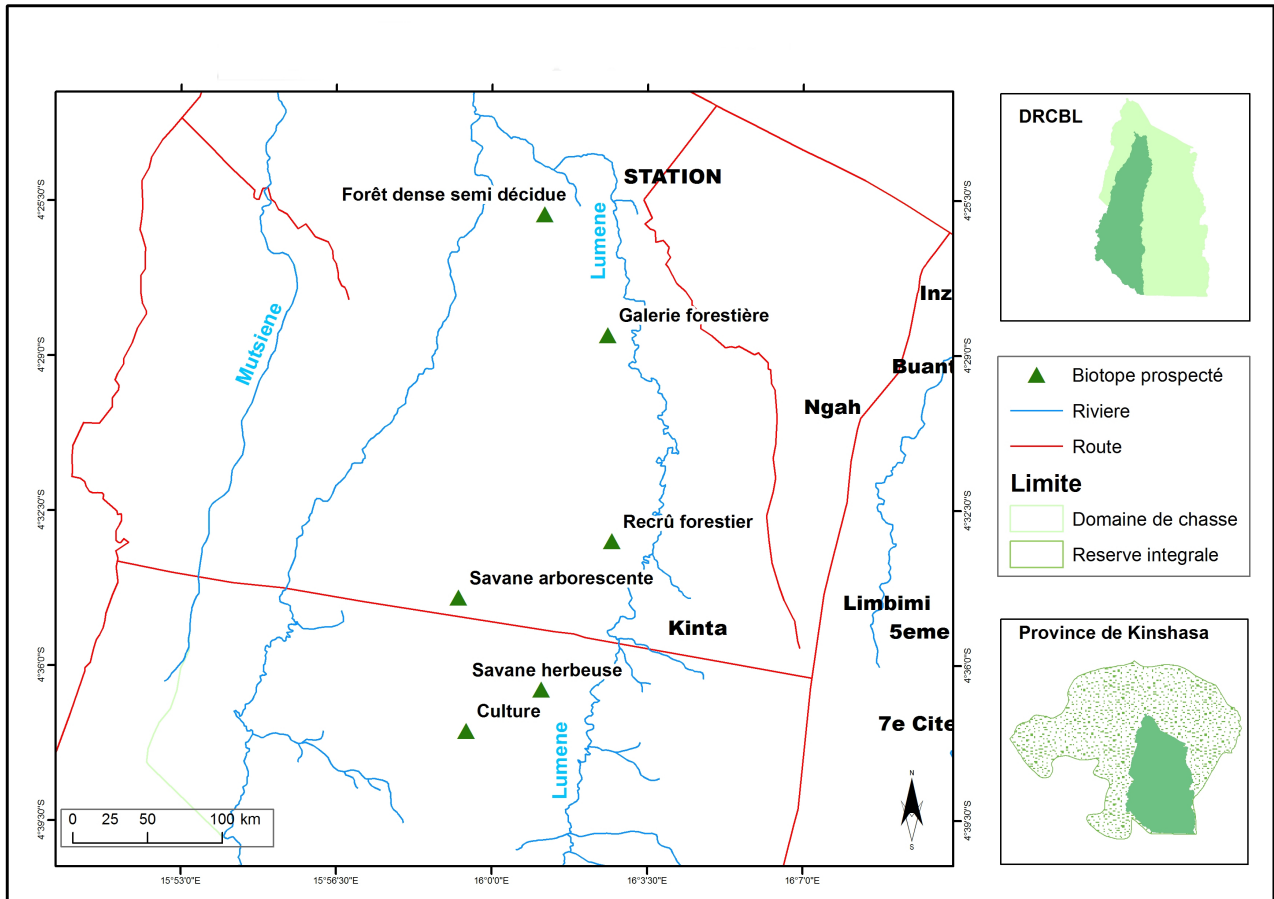 STATION
Forêt dense semi décidue
Lumene
Galerie forestière
Mutsiene
Inz
Buant
Ngah
Recrû forestier
Savane arborescente
Limbimi
Kinta
5eme
Savane herbeuse
Culture
7e Cite
Lumene
0 25 50 100 km
N
S
15°53'0"E 15°56'30"E 16°0'0"E 16°3'30"E 16°7'0"E
4°25'30"S
4°29'0"S
4°32'30"S
4°36'0"S
4°39'30"S
4°25'30"S
4°29'0"S
4°32'30"S
4°36'0"S
4°39'30"S
DRCBL
Biotope prospecté
Riviere
Route
Limite
Domaine de chasse
Reserve integrale
Province de Kinshasa